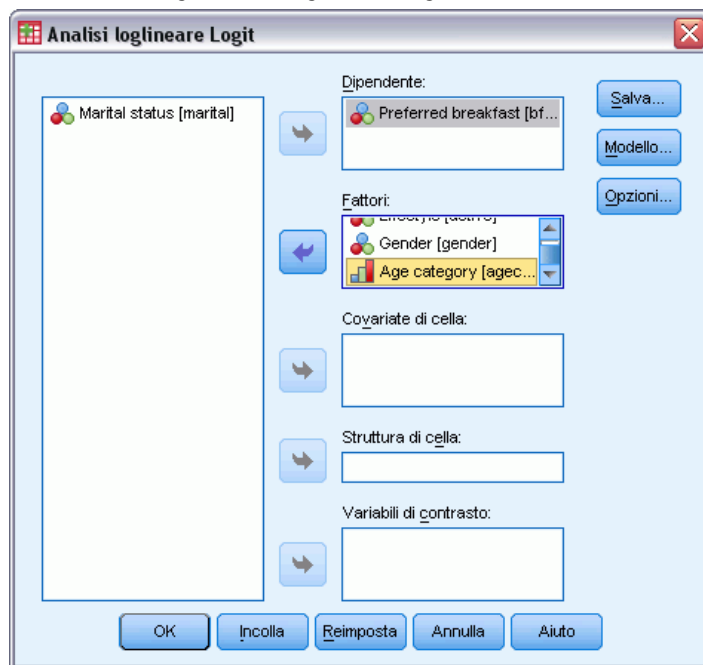 Analisi loglineare Logit
Marital status [marital]
Dipendente:
Preferred breakfast [bf...
Fattori:
Gender [gender]
Age category [agec...
Covariate di cella:
Struttura di cella:
Variabili di contrasto:
Salva...
Modello...
Opzioni...
OK
Incolla
Reimposta
Annulla
Aiuto